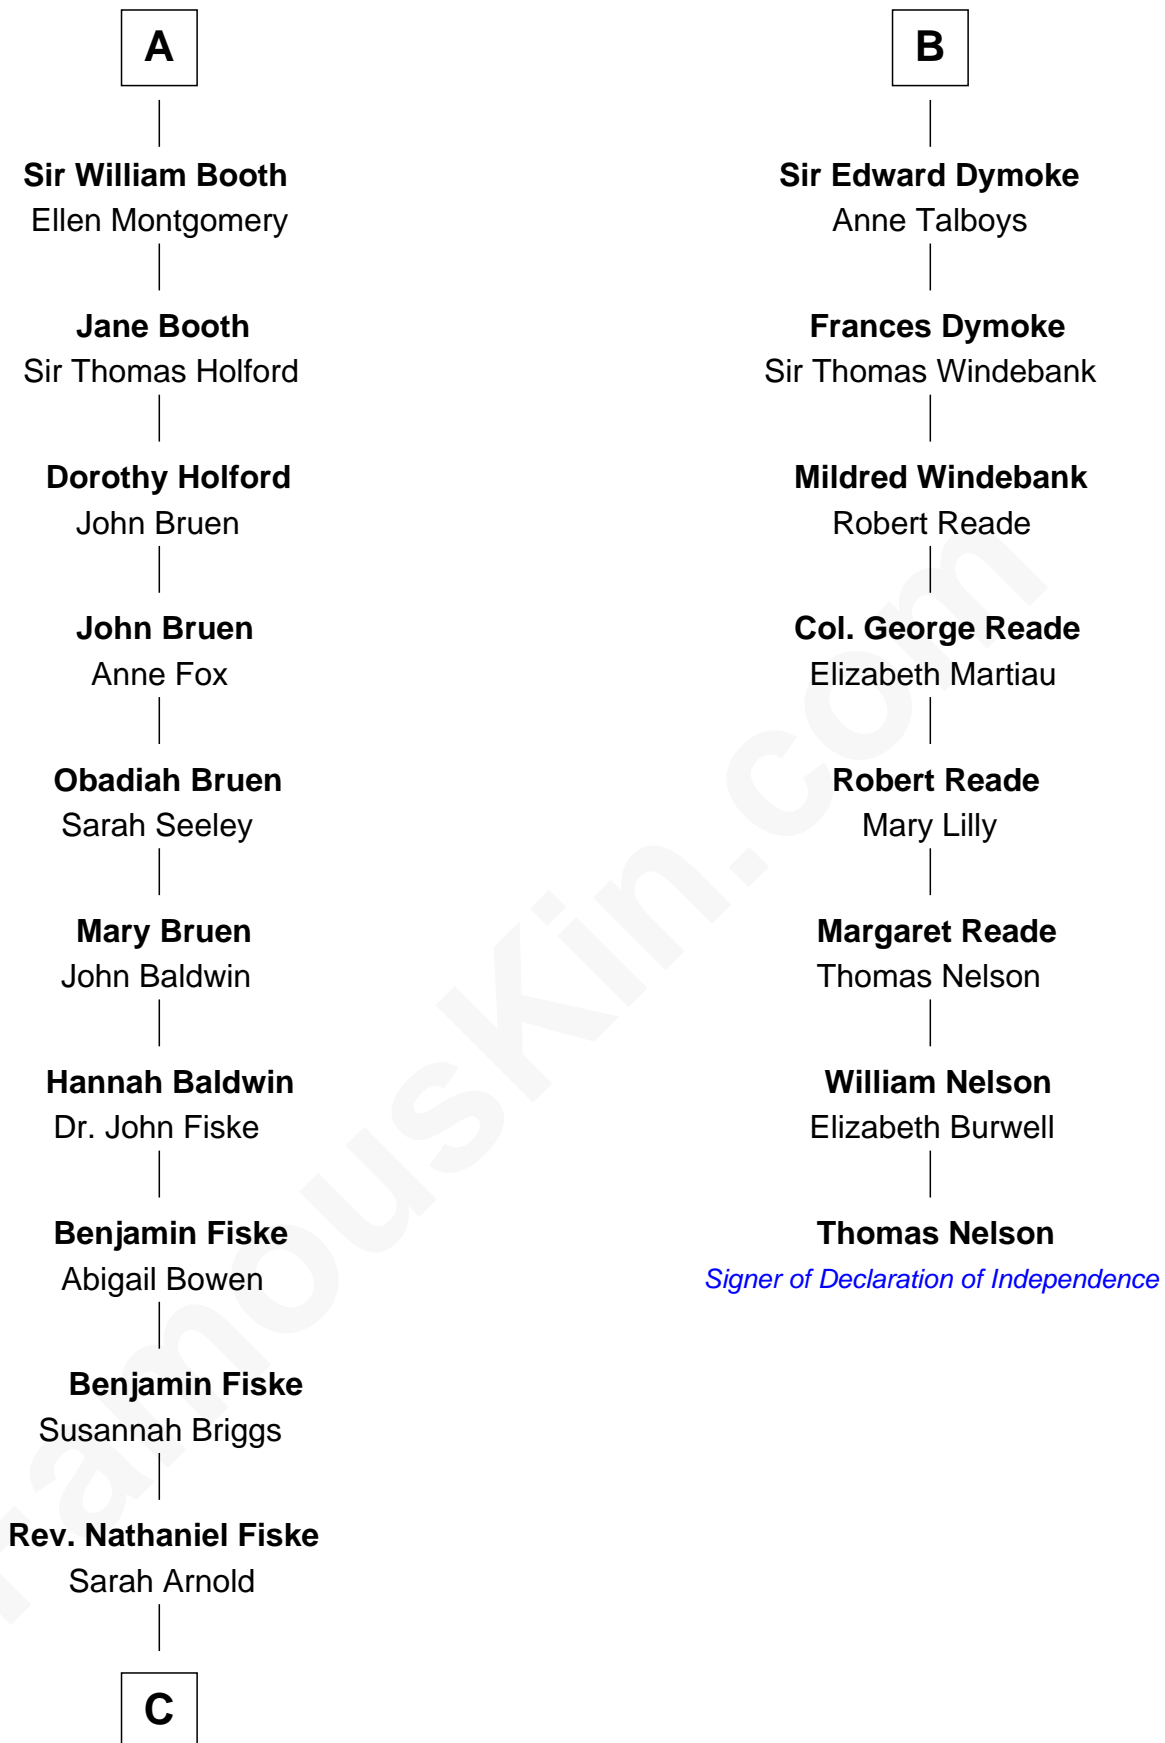 A
Sir William Booth
Ellen Montgomery
Jane Booth
Sir Thomas Holford
Dorothy Holford
John Bruen
John Bruen
Anne Fox
Obadiah Bruen
Sarah Seeley
Mary Bruen
John Baldwin
Hannah Baldwin
Dr. John Fiske
Benjamin Fiske
Abigail Bowen
Benjamin Fiske
Susannah Briggs
Rev. Nathaniel Fiske
Sarah Arnold
C
B
Sir Edward Dymoke
Anne Talboys
Frances Dymoke
Sir Thomas Windebank
Mildred Windebank
Robert Reade
Col. George Reade
Elizabeth Martiau
Robert Reade
Mary Lilly
Margaret Reade
Thomas Nelson
William Nelson
Elizabeth Burwell
Thomas Nelson
Signer of Declaration of Independence
famousKin.com